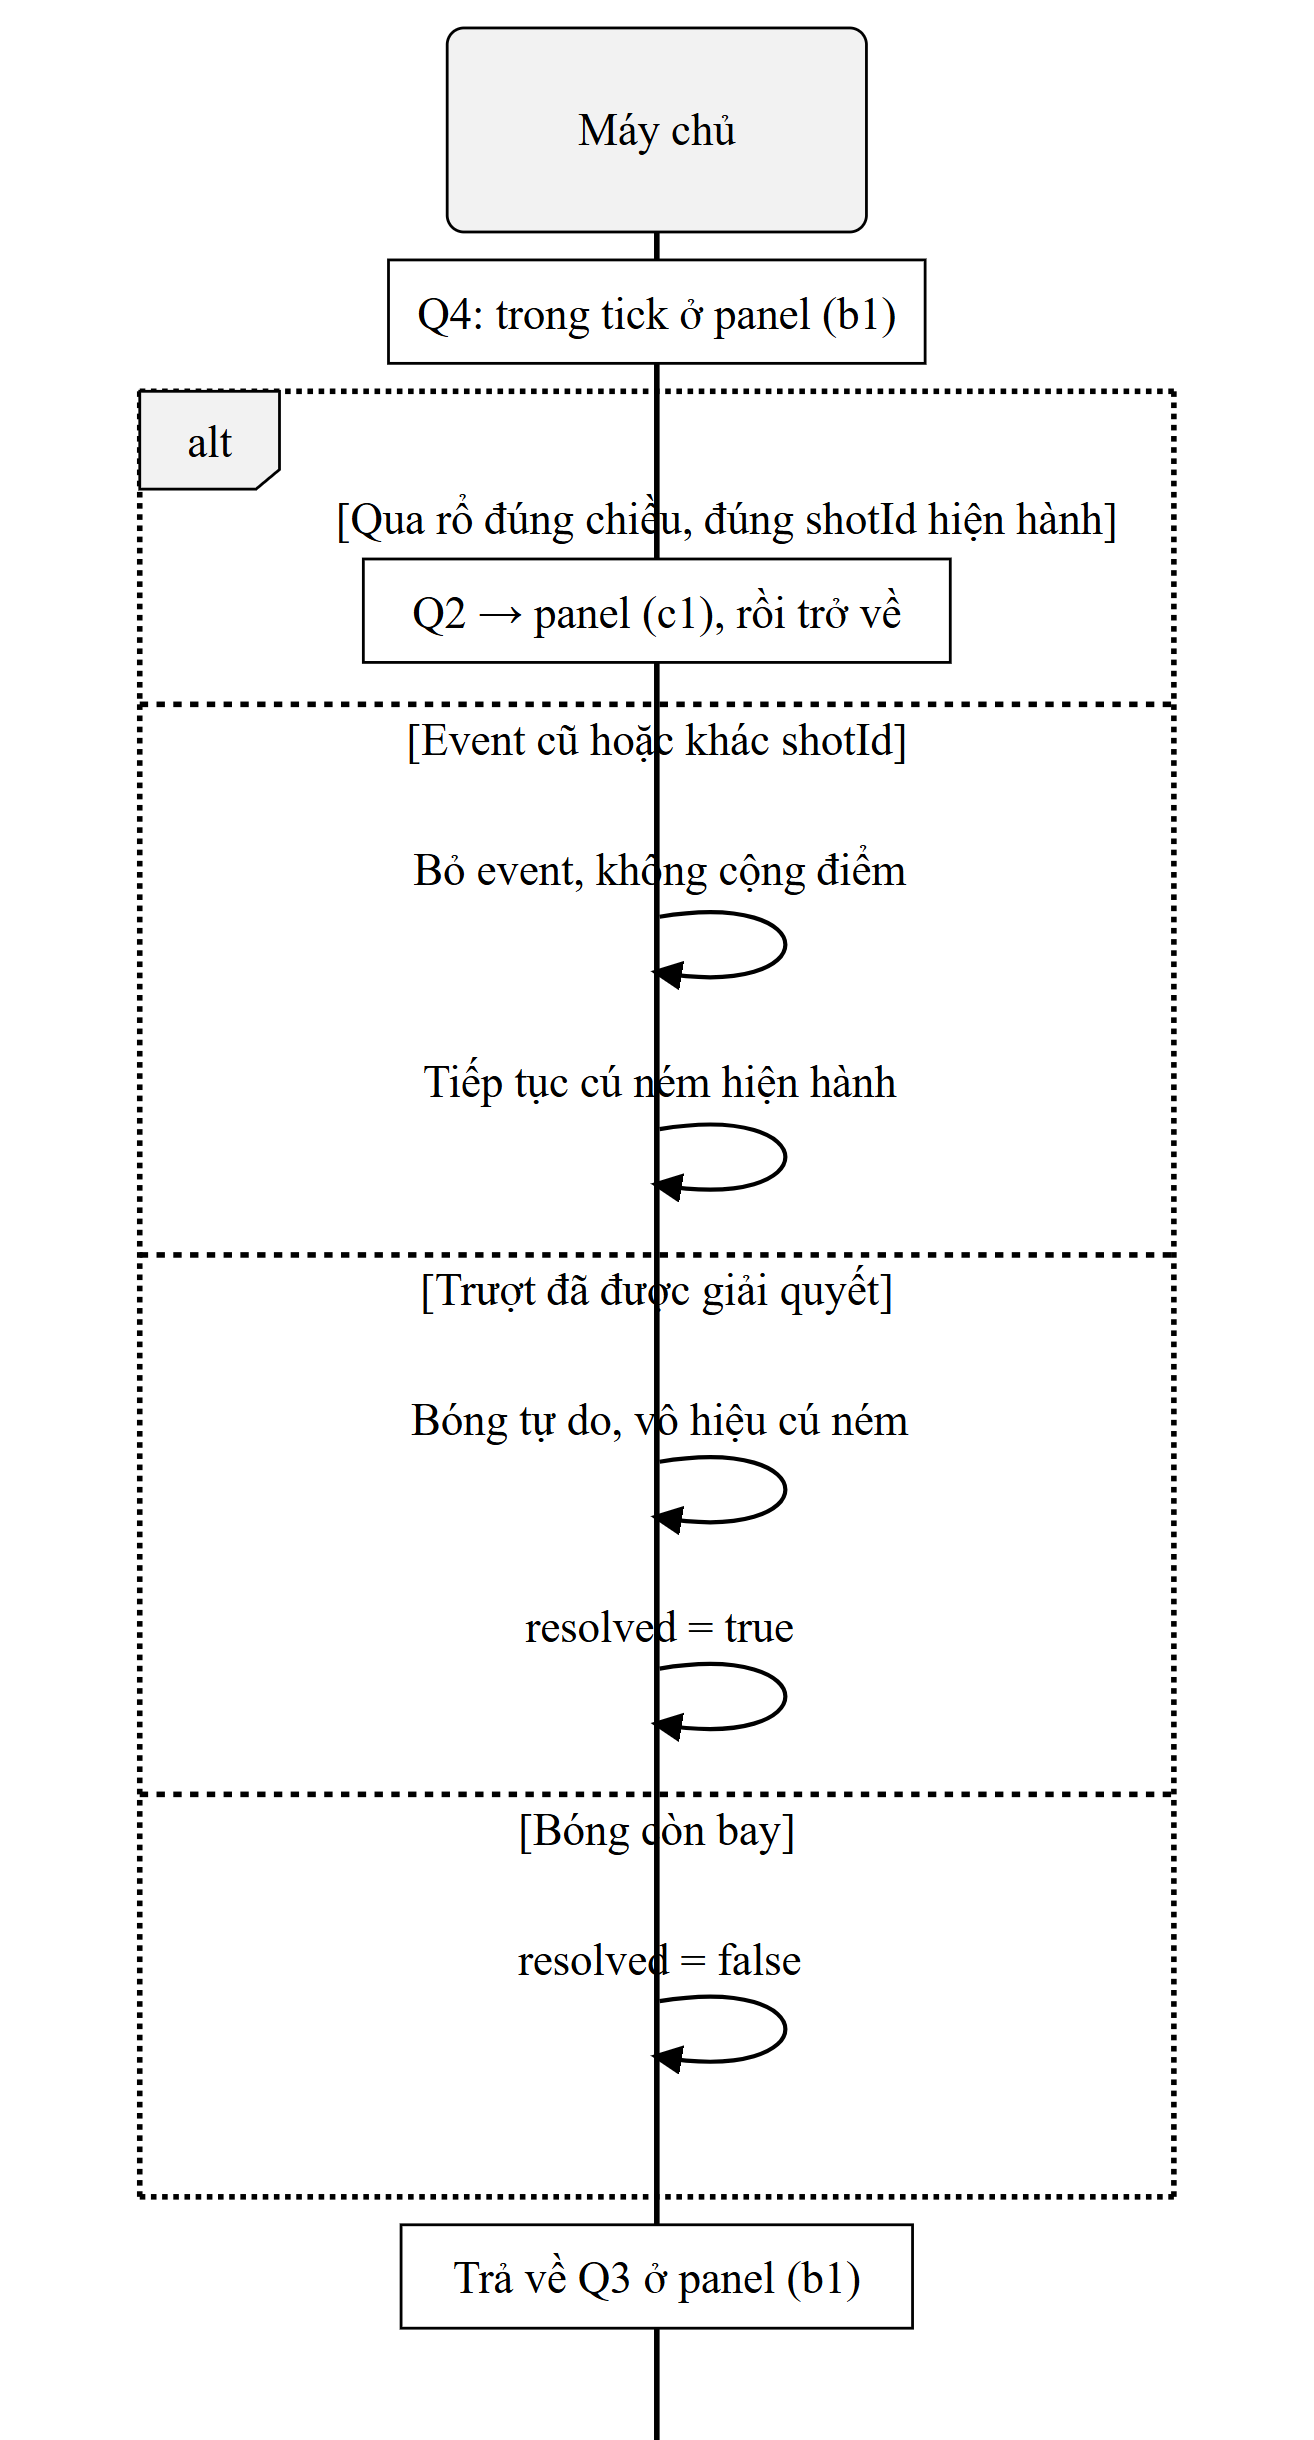 Máy chủ
Q4: trong tick ở panel (b1)
alt
[Qua rổ đúng chiều, đúng shotId hiện hành]
Q2 → panel (c1), rồi trở về
[Event cũ hoặc khác shotId]
Bỏ event, không cộng điểm
Tiếp tục cú ném hiện hành
[Trượt đã được giải quyết]
Bóng tự do, vô hiệu cú ném
resolved = true
[Bóng còn bay]
resolved = false
Trả về Q3 ở panel (b1)